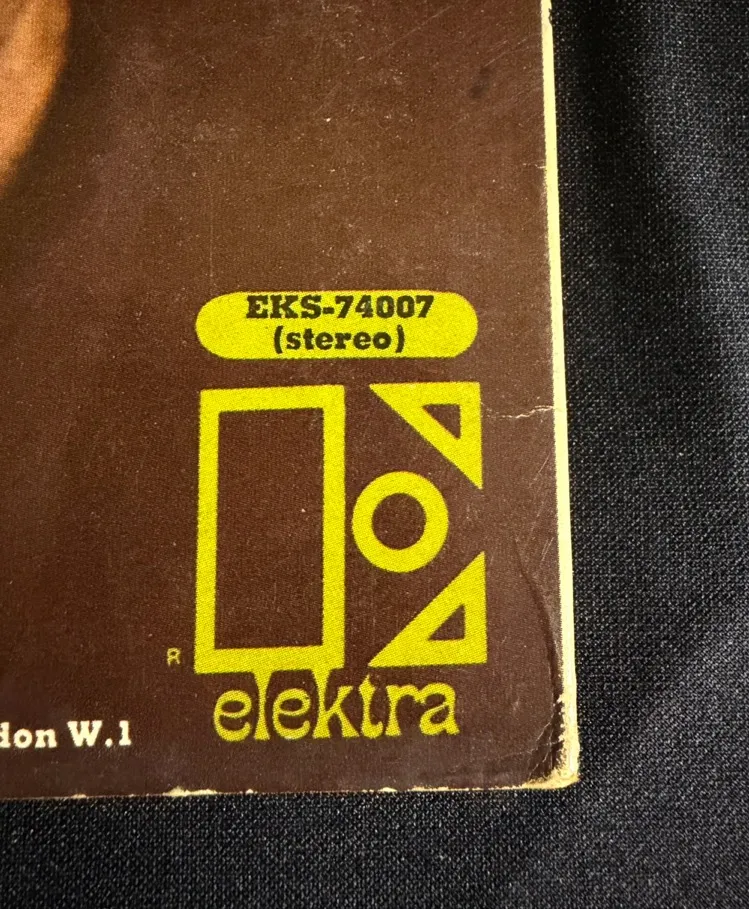 EKS-74007
(stereo)
R
elektra
don W.1